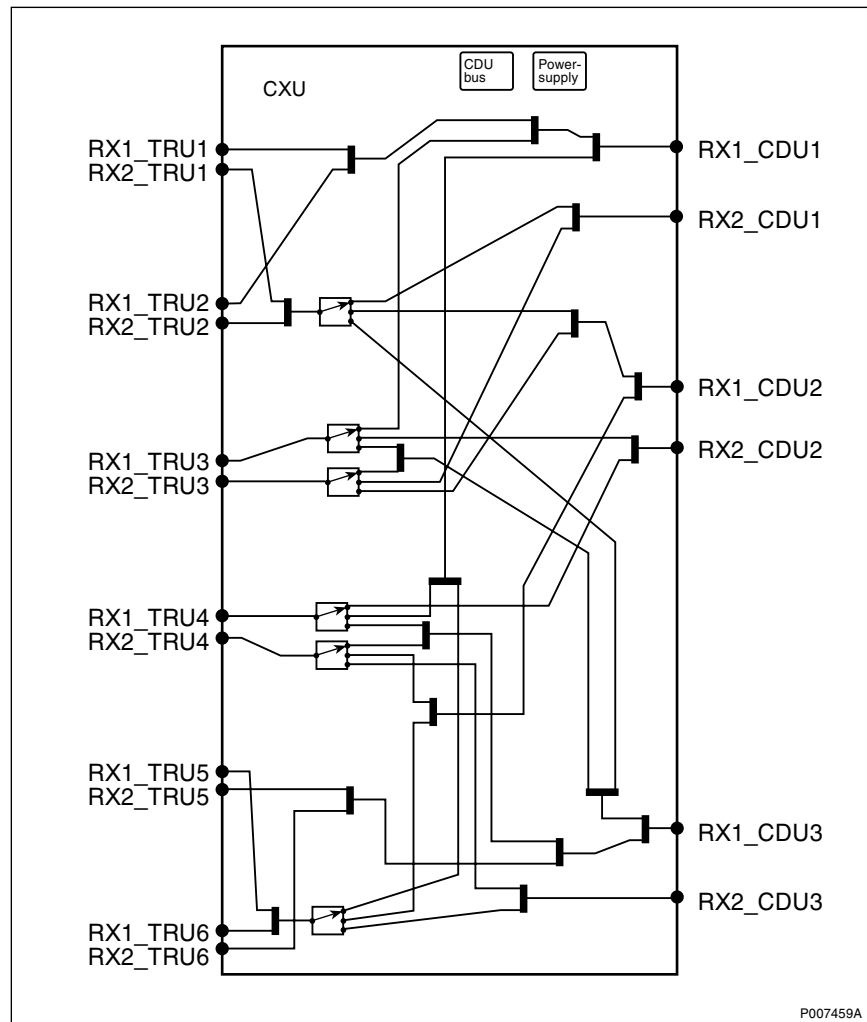 CXU
CDU
bus
Power-
supply
RX1_TRU1
RX2_TRU1
RX1_TRU2
RX2_TRU2
RX1_TRU3
RX2_TRU3
RX1_TRU4
RX2_TRU4
RX1_TRU5
RX2_TRU5
RX1_TRU6
RX2_TRU6
RX1_CDU1
RX2_CDU1
RX1_CDU2
RX2_CDU2
RX1_CDU3
RX2_CDU3
P007459A